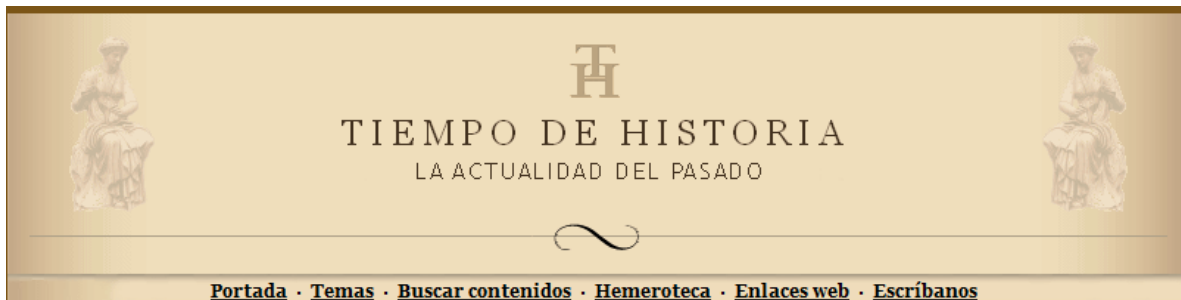 TH
TIEMPO DE HISTORIA
LA ACTUALIDAD DEL PASADO
Portada · Temas · Buscar contenidos · Hemeroteca · Enlaces web · Escríbanos